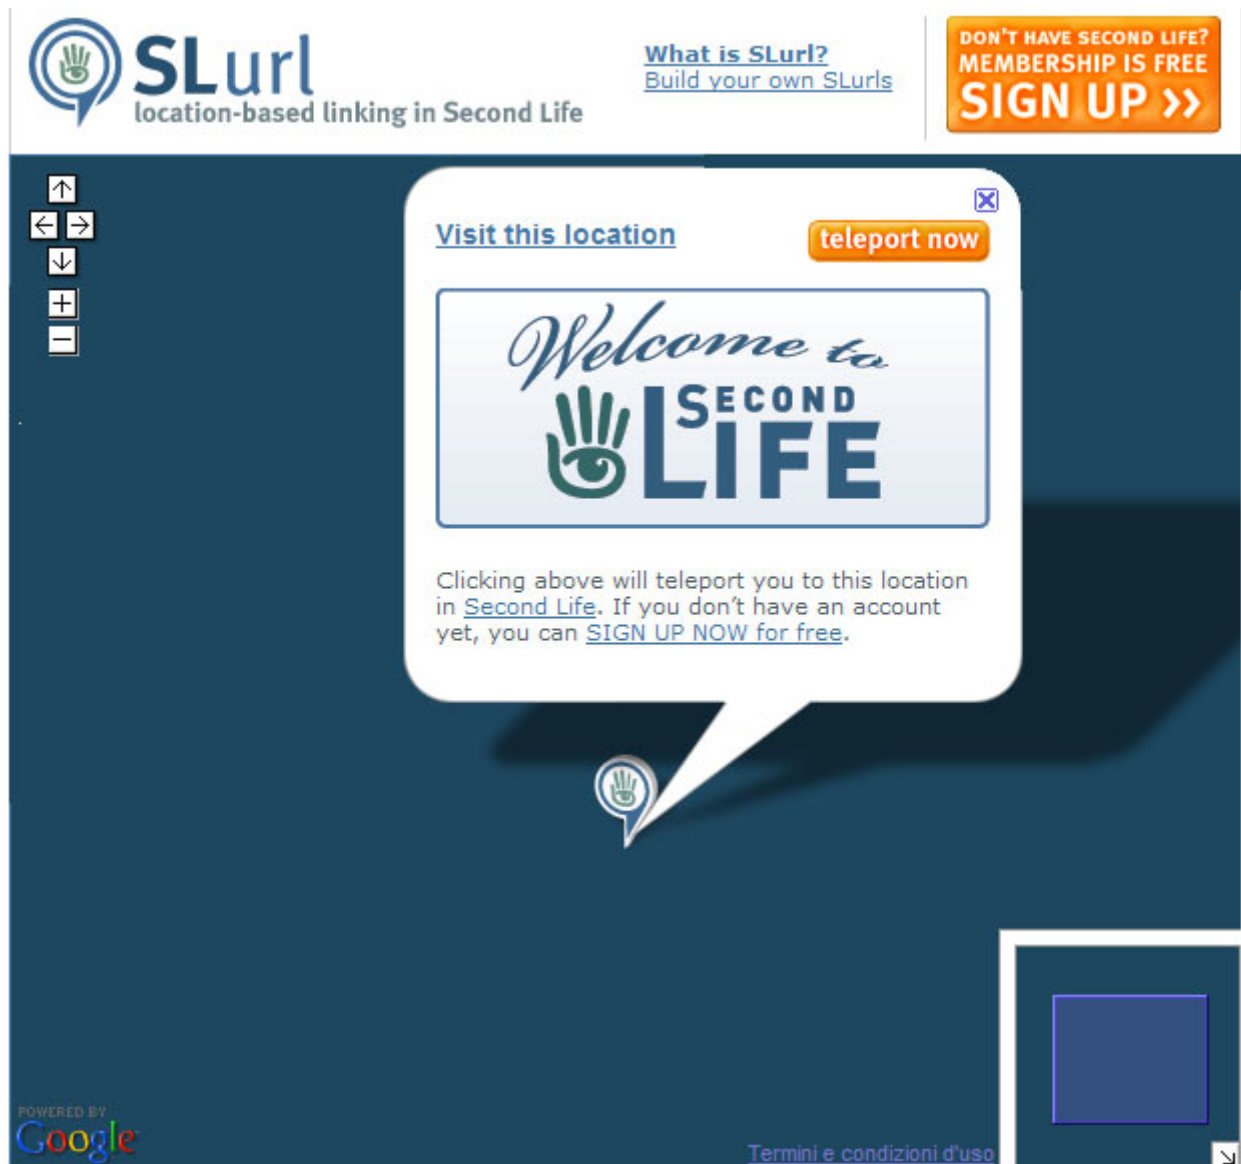 SLurl
location-based linking in Second Life
What is SLurl?
Build your own SLurls
DON'T HAVE SECOND LIFE?
MEMBERSHIP IS FREE
SIGN UP >>
Visit this location
teleport now
Welcome to
SECOND
LIFE
Clicking above will teleport you to this location
in Second Life. If you don’t have an account
yet, you can SIGN UP NOW for free.
POWERED BY
Google
Termini e condizioni d'uso